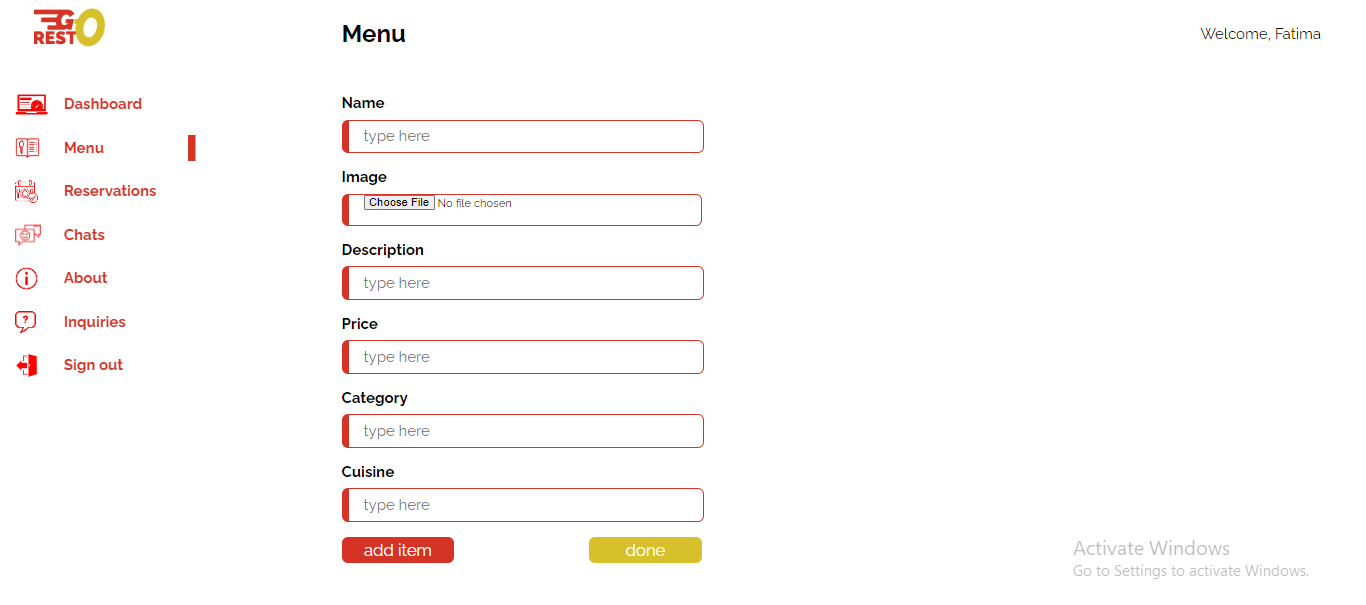 GO
REST
Menu
Welcome, Fatima
Dashboard
Menu
Reservations
Chats
About
Inquiries
Sign out
Name
type here
Image
Choose File No file chosen
Description
type here
Price
type here
Category
type here
Cuisine
type here
add item
done
Activate Windows
Go to Settings to activate Windows.